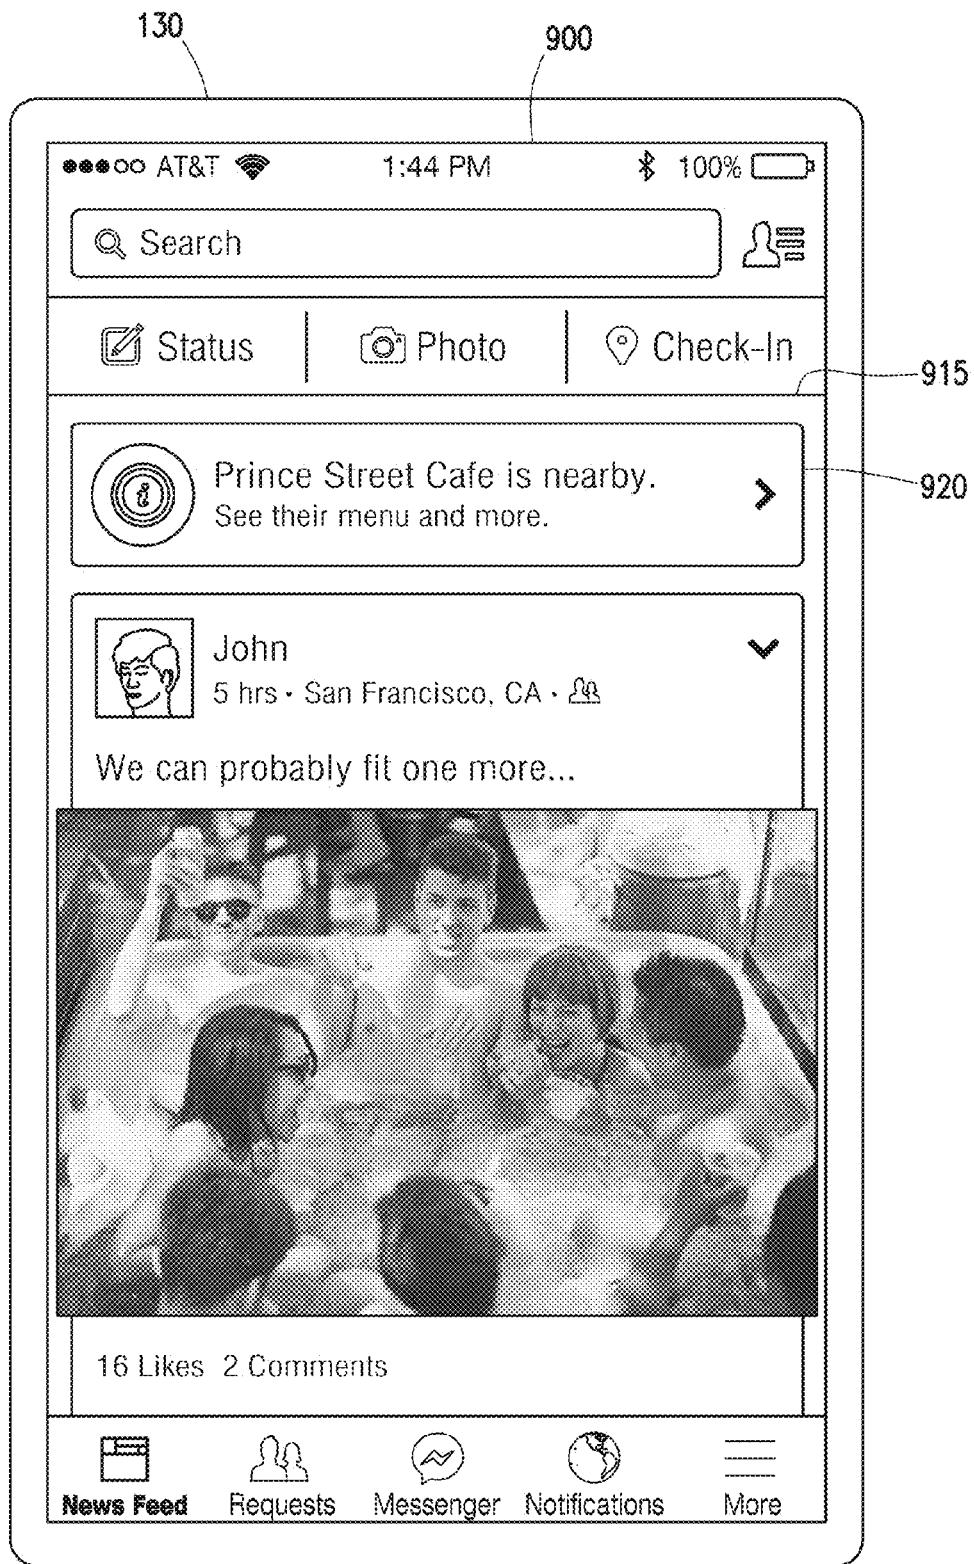 130
900
AT&T 1:44 PM 100%
Search
Status Photo Check-In
915
Prince Street Cafe is nearby.
920
i
See their menu and more.
John
5 hrs · San Francisco, CA ·
We can probably fit one more...
16 Likes 2 Comments
News Feed Requests Messenger Notifications More